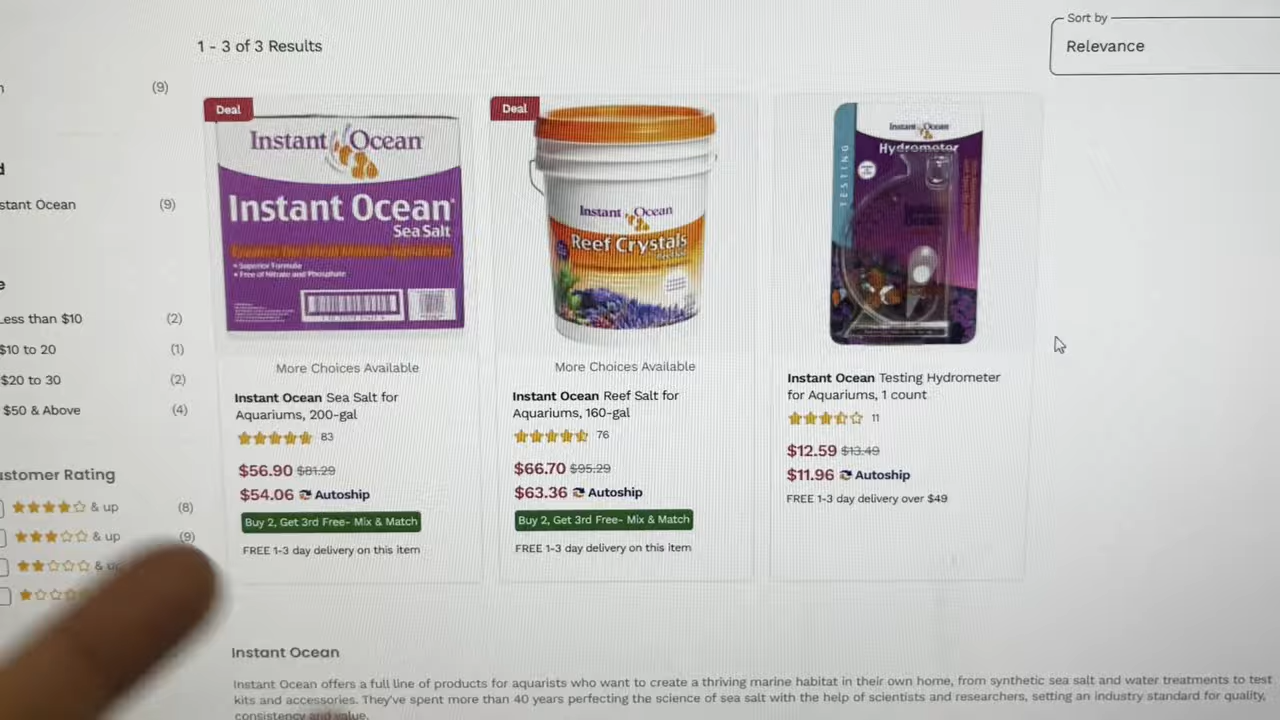 Sort by
Relevance
1 - 3 of 3 Results
(9)
stant Ocean (9)
Less than $10 (2)
$10 to 20 (1)
$20 to 30 (2)
$50 & Above (4)
ustomer Rating
& up (8)
& up (9)
& up
Deal
Instant Ocean
Instant Ocean
Sea Salt
• Superior Formula
• Free of Nitrate and Phosphate
More Choices Available
Instant Ocean Sea Salt for
Aquariums, 200-gal
83
$56.90 $81.29
$54.06 Autoship
Buy 2, Get 3rd Free- Mix & Match
FREE 1-3 day delivery on this item
Deal
Instant Ocean
Reef Crystals
More Choices Available
Instant Ocean Reef Salt for
Aquariums, 160-gal
76
$66.70 $95.29
$63.36 Autoship
Buy 2, Get 3rd Free- Mix & Match
FREE 1-3 day delivery on this item
TESTING
Instant Ocean
Hydrometer
Instant Ocean Testing Hydrometer
for Aquariums, 1 count
11
$12.59 $13.49
$11.96 Autoship
FREE 1-3 day delivery over $49
Instant Ocean
Instant Ocean offers a full line of products for aquarists who want to create a thriving marine habitat in their own home, from synthetic sea salt and water treatments to test
kits and accessories. They've spent more than 40 years perfecting the science of sea salt with the help of scientists and researchers, setting an industry standard for quality,
consistency and value.